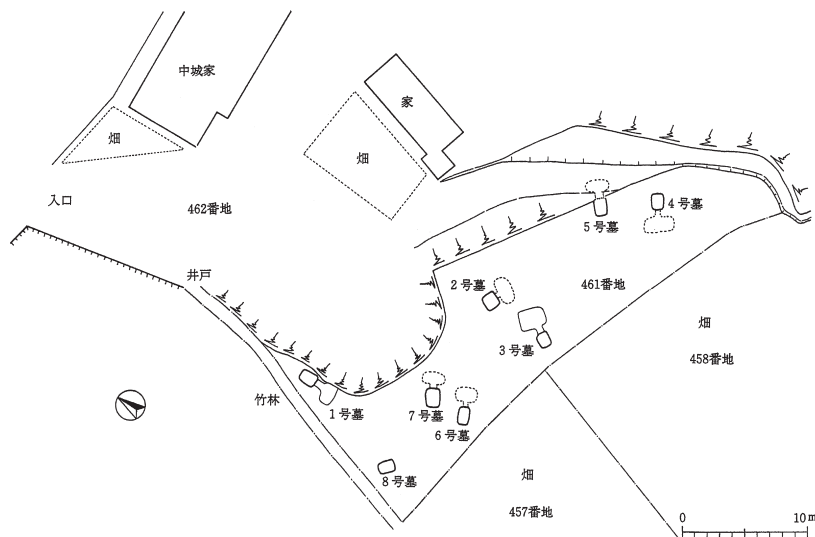 中城家
家
畑
畑
入口
462番地
4号墓
5号墓
井戸
2号墓
461番地
畑
3号墓
458番地
竹林
1号墓
7号墓
6号墓
8号墓
畑
457番地
0 10m